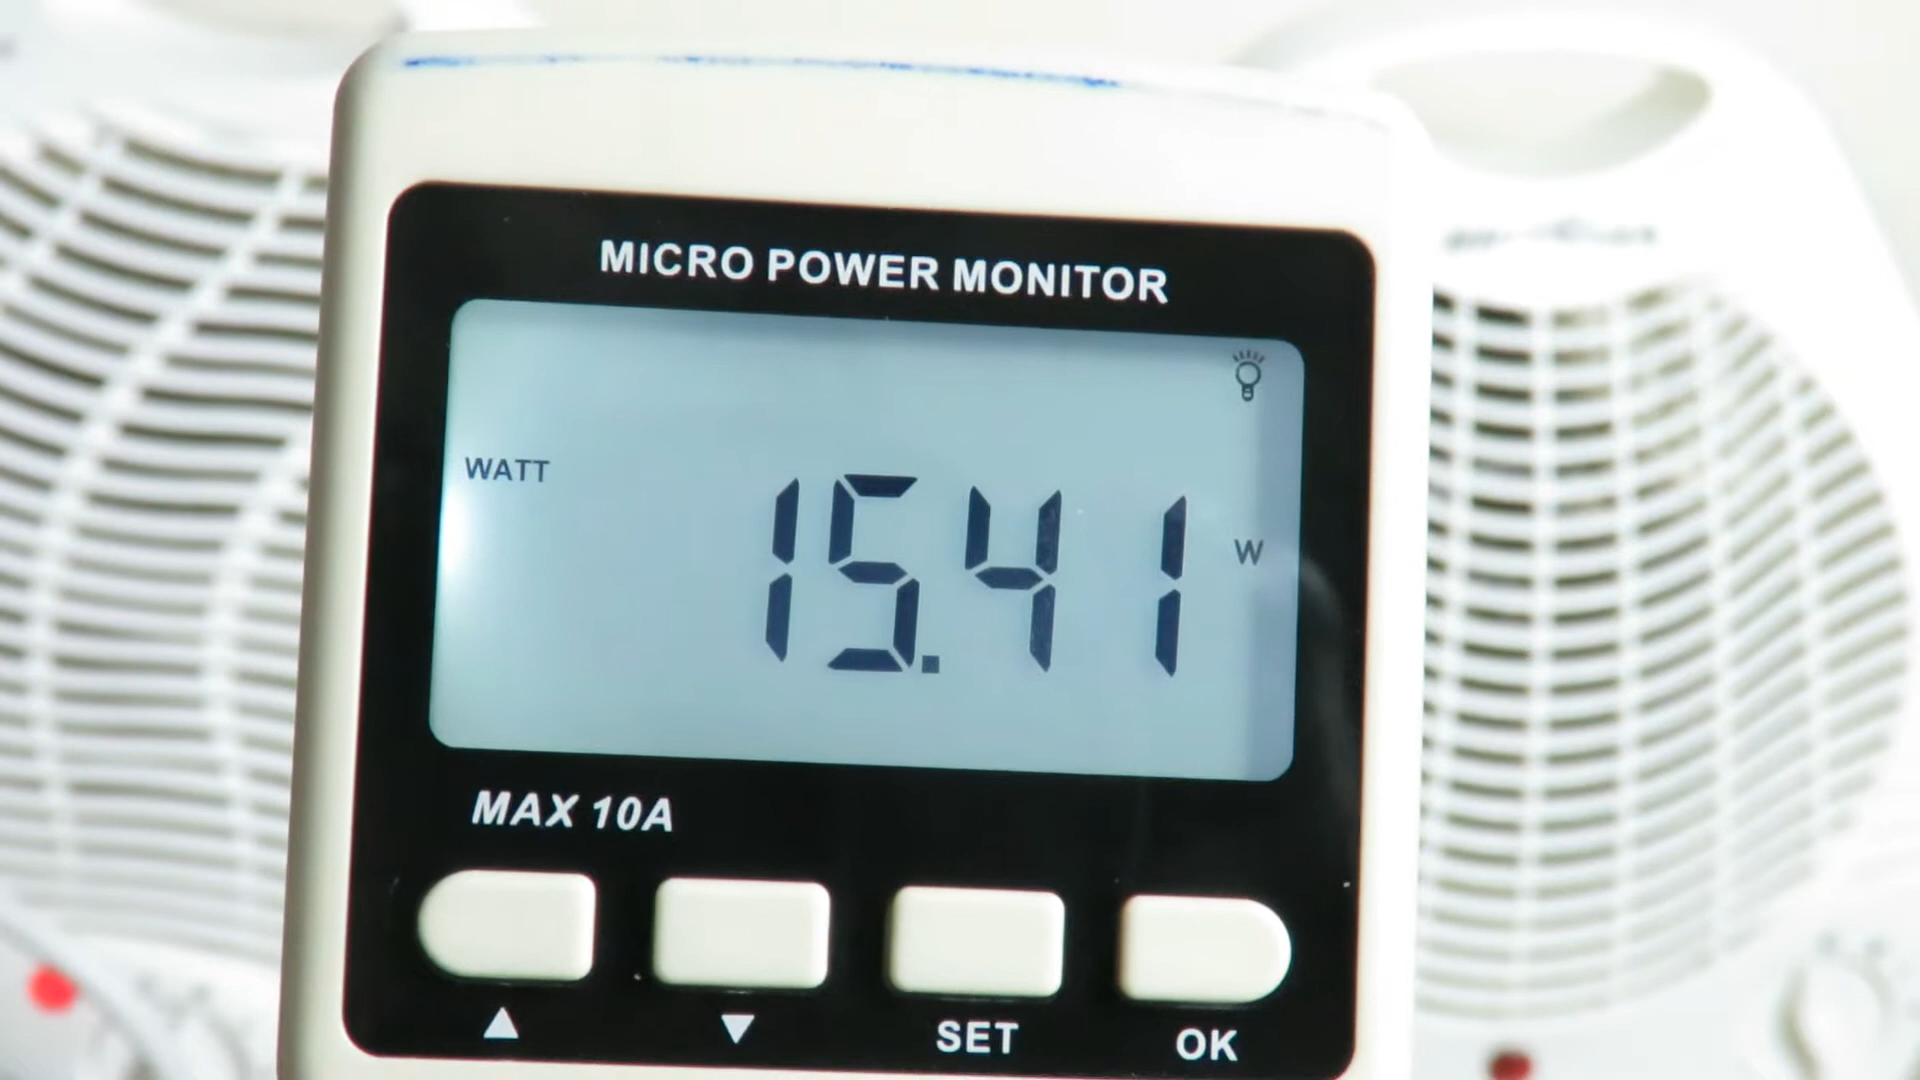 MICRO POWER MONITOR
WATT
15.41 W
MAX 10A
▲ ▼ SET OK